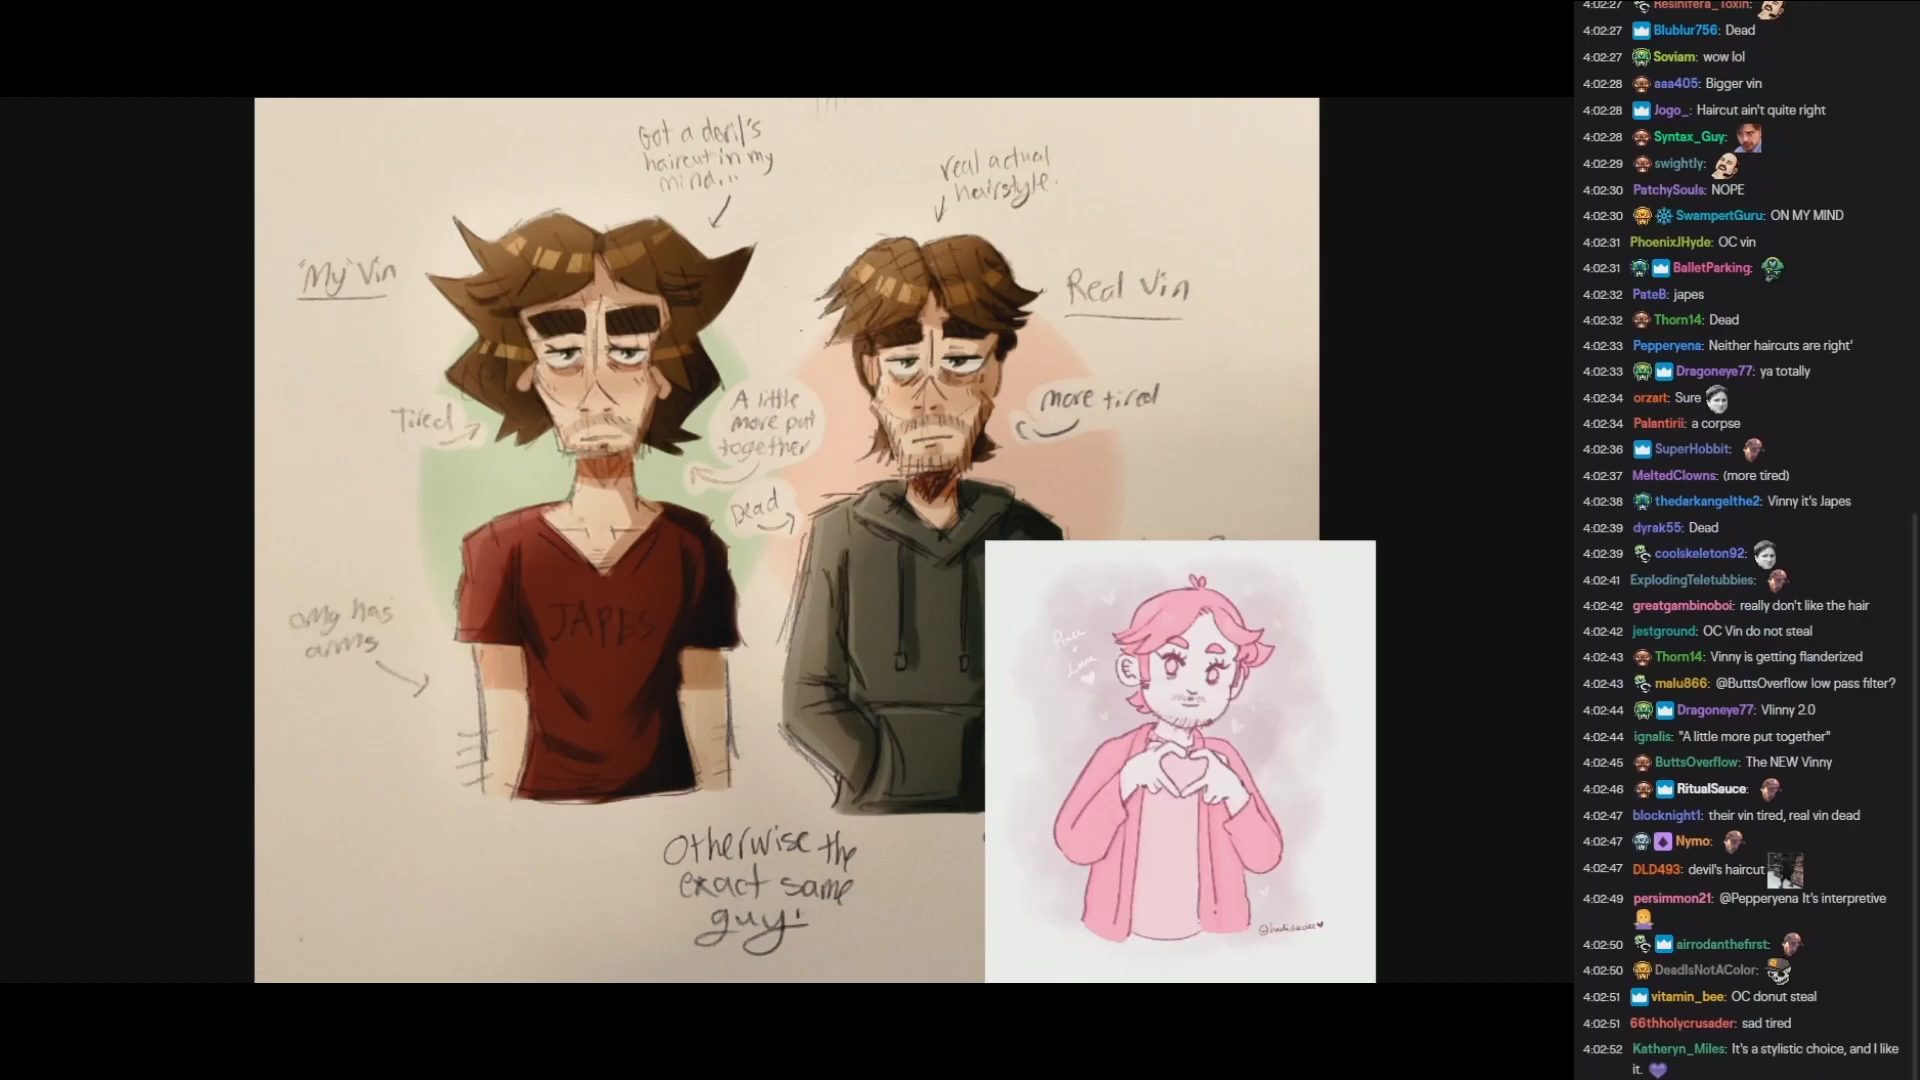 Got a devil's
haircut in my
mind...
real actual
hairstyle.
"My" Vin
Real Vin
Tired
A little
more put
together
more tired
Dead
omg has
arms
JAPES
Otherwise the
exact same
guy!
Love
4:02:27 Resinifera_Toxin:
4:02:27 Blublur756: Dead
4:02:27 Soviam: wow lol
4:02:28 aaa405: Bigger vin
4:02:28 Jogo_: Haircut ain't quite right
4:02:28 Syntax_Guy:
4:02:29 swightly:
4:02:30 PatchySouls: NOPE
4:02:30 SwampertGuru: ON MY MIND
4:02:31 PhoenixJHyde: OC vin
4:02:31 BalletParking:
4:02:32 PateB: japes
4:02:32 Thorn14: Dead
4:02:33 Pepperyena: Neither haircuts are right'
4:02:33 Dragoneye77: ya totally
4:02:34 orzart: Sure
4:02:34 Palantirii: a corpse
4:02:36 SuperHobbit:
4:02:37 MeltedClowns: (more tired)
4:02:38 thedarkangelthe2: Vinny it's Japes
4:02:39 dyrak55: Dead
4:02:39 coolskeleton92:
4:02:41 ExplodingTeletubbies:
4:02:42 greatgambinoboi: really don't like the hair
4:02:42 jestground: OC Vin do not steal
4:02:43 Thorn14: Vinny is getting flanderized
4:02:43 malu866: @ButtsOverflow low pass filter?
4:02:44 Dragoneye77: Vlinny 2.0
4:02:44 ignalis: "A little more put together"
4:02:45 ButtsOverflow: The NEW Vinny
4:02:46 RitualSauce:
4:02:47 blocknight1: their vin tired, real vin dead
4:02:47 Nymo:
4:02:47 DLD493: devil's haircut
4:02:49 persimmon21: @Pepperyena It's interpretive
4:02:50 airrodanthefirst:
4:02:50 DeadIsNotAColor:
4:02:51 vitamin_bee: OC donut steal
4:02:51 66thholycrusader: sad tired
4:02:52 Katheryn_Miles: It's a stylistic choice, and I like
it.